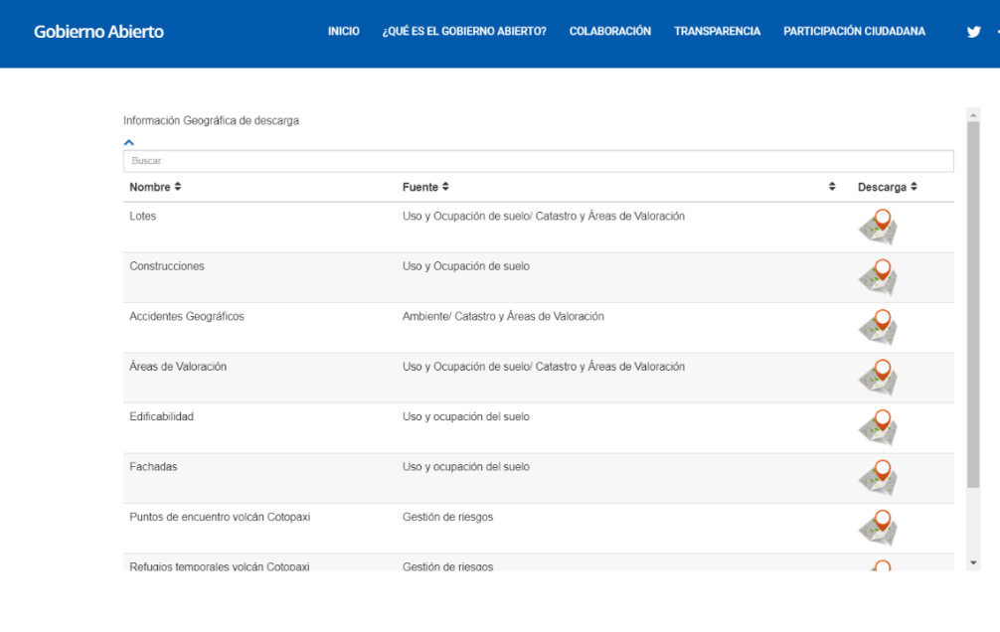 Gobierno Abierto
INICIO ¿QUÉ ES EL GOBIERNO ABIERTO? COLABORACIÓN TRANSPARENCIA PARTICIPACIÓN CIUDADANA
Información Geográfica de descarga
Buscar
Nombre Fuente Descarga
Lotes Uso y Ocupación de suelo/ Catastro y Áreas de Valoración
Construcciones Uso y Ocupación de suelo
Accidentes Geográficos Ambiente/ Catastro y Áreas de Valoración
Áreas de Valoración Uso y Ocupación de suelo/ Catastro y Áreas de Valoración
Edificabilidad Uso y ocupación del suelo
Fachadas Uso y ocupación del suelo
Puntos de encuentro volcán Cotopaxi Gestión de riesgos
Refugios temporales volcán Cotopaxi Gestión de riesgos